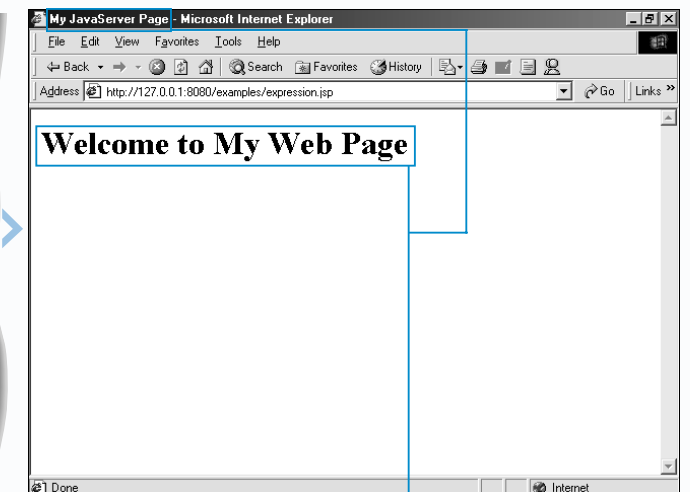 My JavaServer Page - Microsoft Internet Explorer
File Edit View Favorites Tools Help
Back Search Favorites History
Address http://127.0.0.1:8080/examples/expression.jsp Go Links »
Welcome to My Web Page
Done Internet